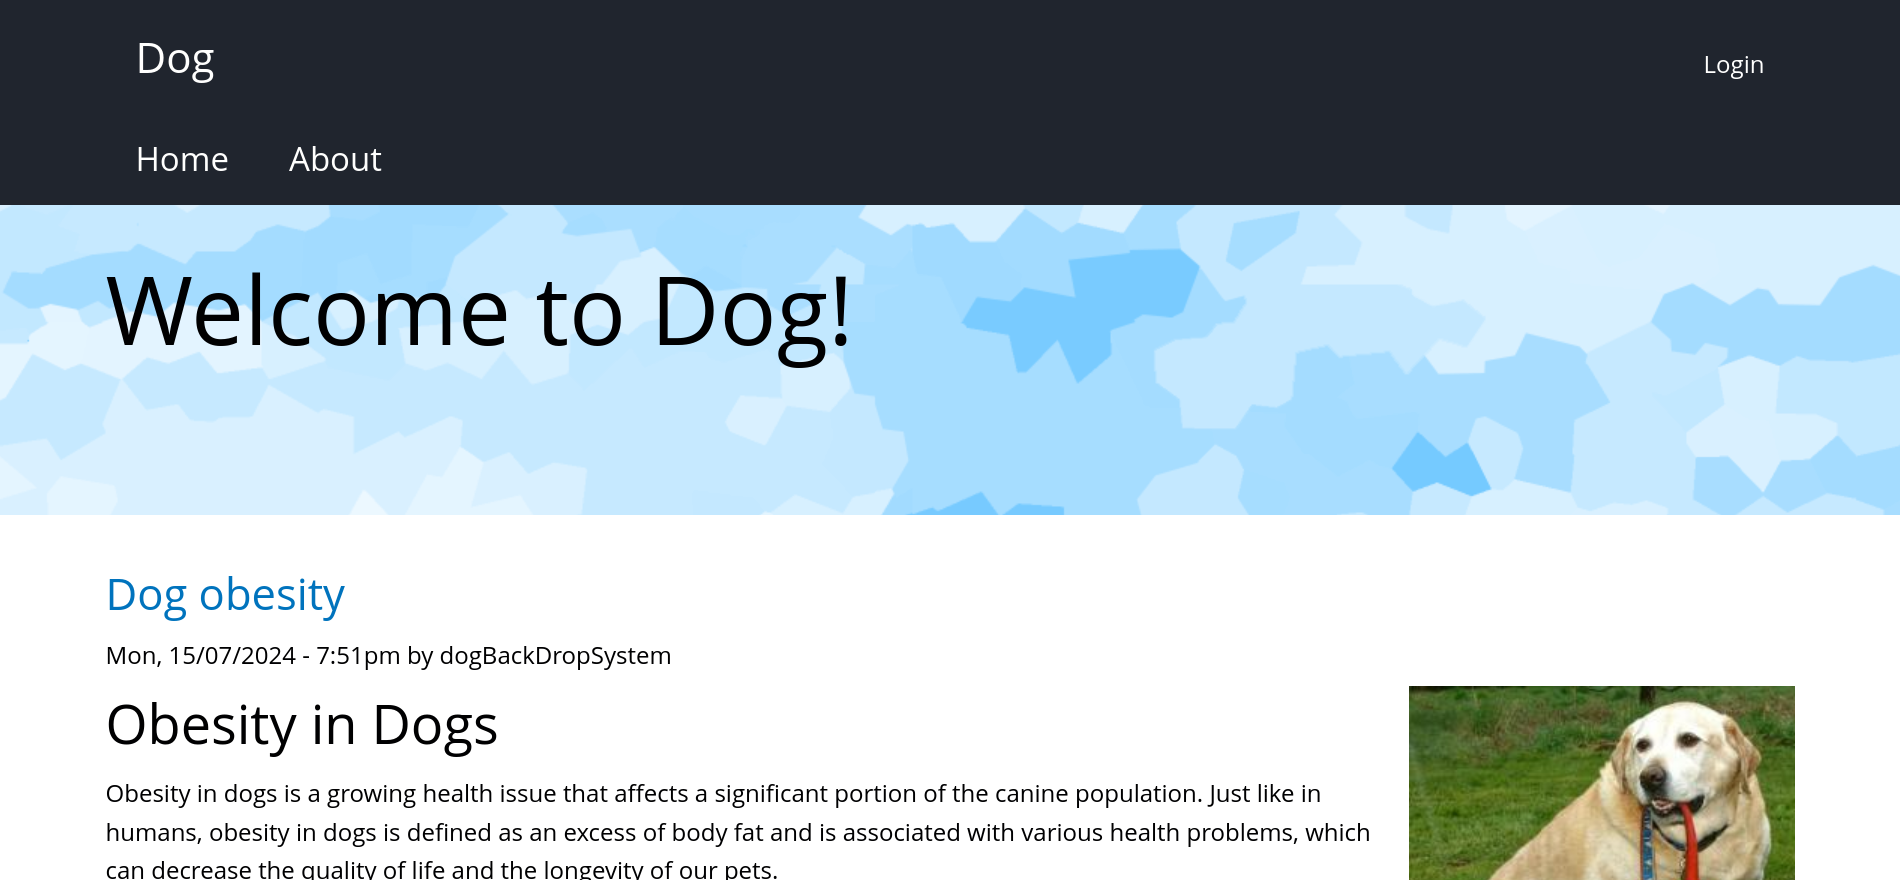 Dog
Login
Home About
Welcome to Dog!
Dog obesity
Mon, 15/07/2024 - 7:51pm by dogBackDropSystem
Obesity in Dogs
Obesity in dogs is a growing health issue that affects a significant portion of the canine population. Just like in
humans, obesity in dogs is defined as an excess of body fat and is associated with various health problems, which
can decrease the quality of life and the longevity of our pets.